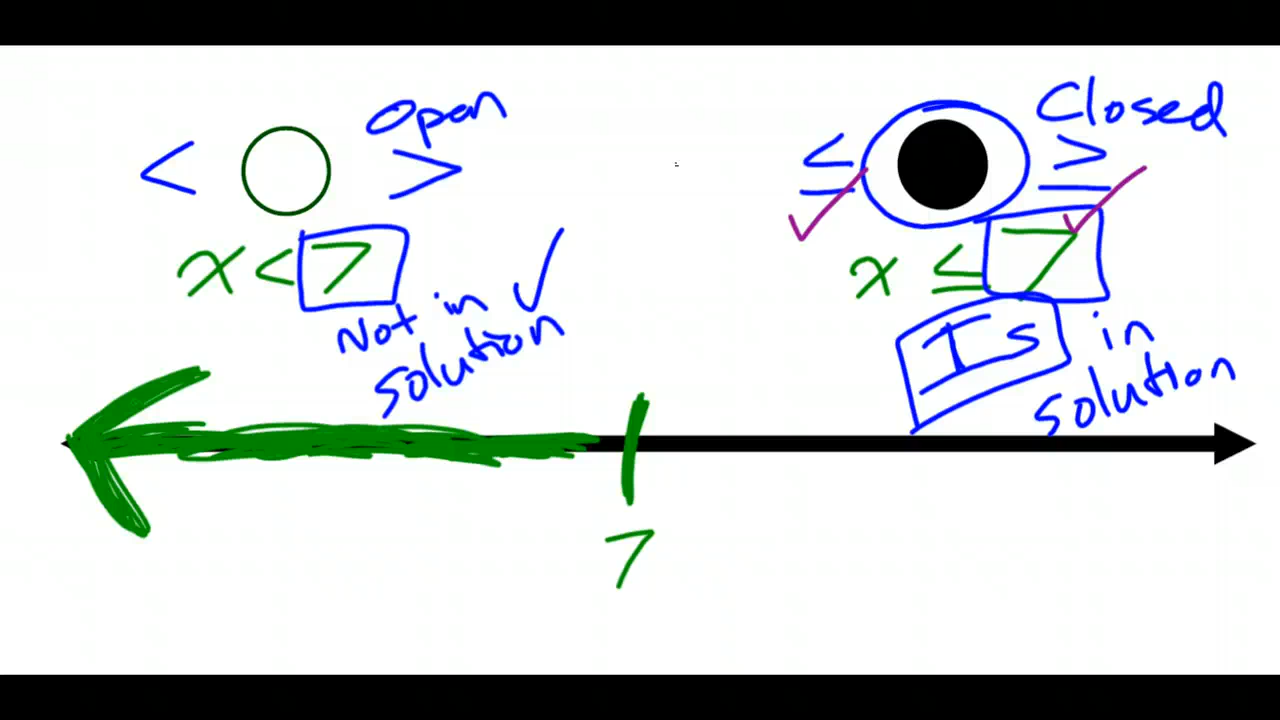 < > Open
x < 7
Not in
solution
≤ ≥ Closed
x ≤ 7
Is in
solution
7